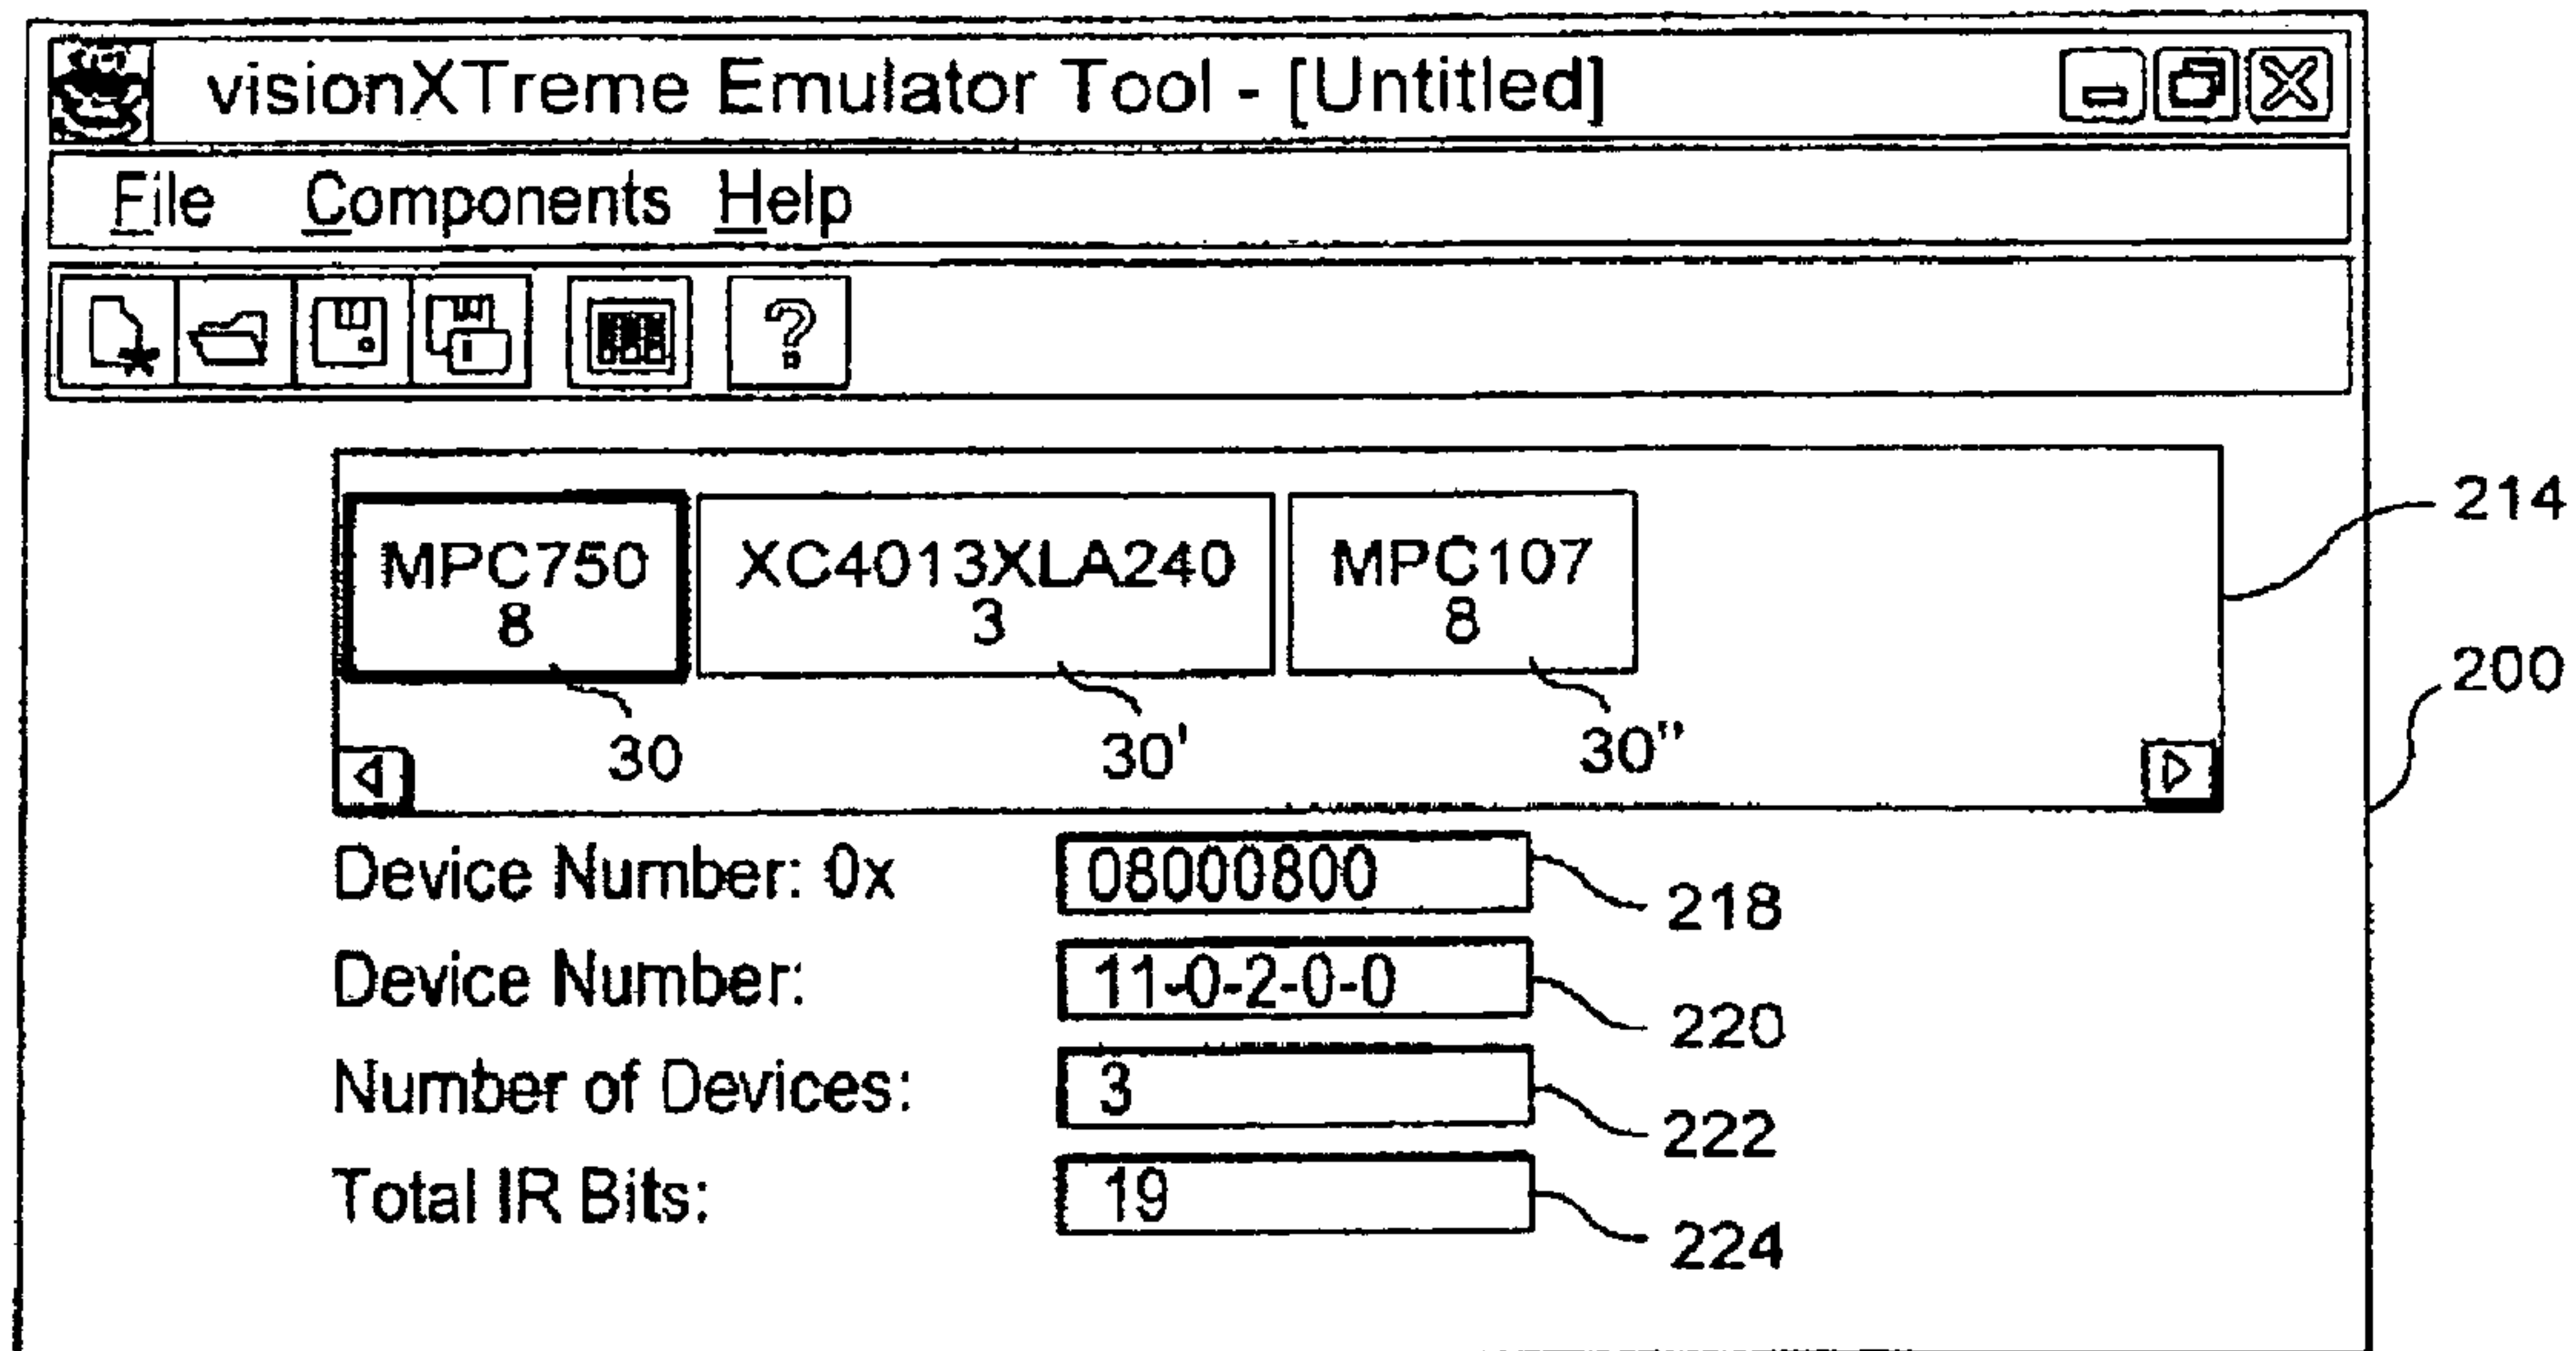 visionXTreme Emulator Tool - [Untitled]
File Components Help
?
MPC750 XC4013XLA240 MPC107
8 3 8
214
200
30 30' 30"
Device Number: 0x 08000800 218
Device Number: 11-0-2-0-0 220
Number of Devices: 3 222
Total IR Bits: 19 224